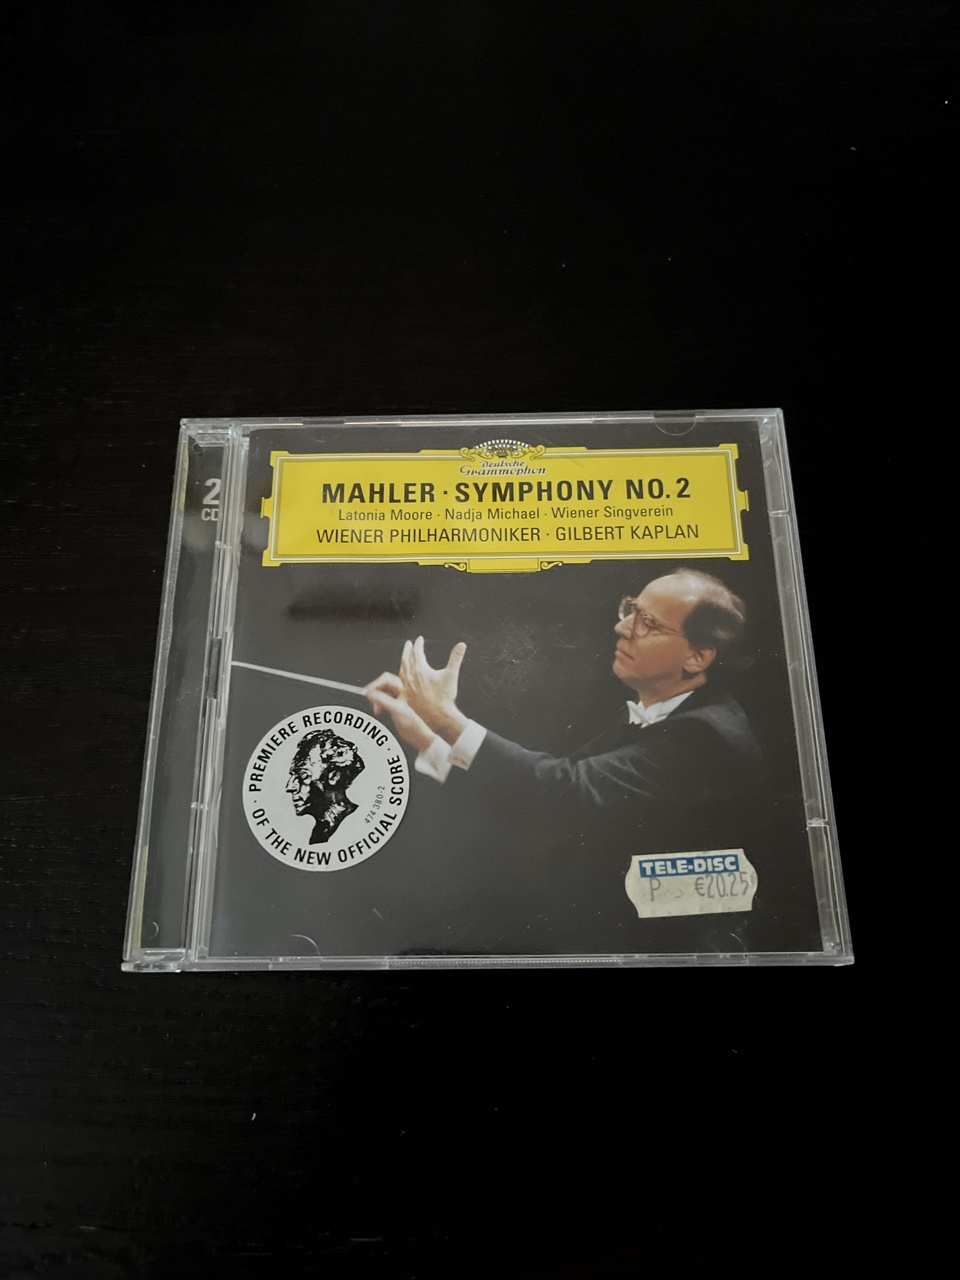 2
CD
deutsche
Grammophon
MAHLER · SYMPHONY NO. 2
Latonia Moore · Nadja Michael · Wiener Singverein
WIENER PHILHARMONIKER · GILBERT KAPLAN
· PREMIERE RECORDING ·
OF THE NEW OFFICIAL SCORE
474 380-2
TELE-DISC
P €20.25